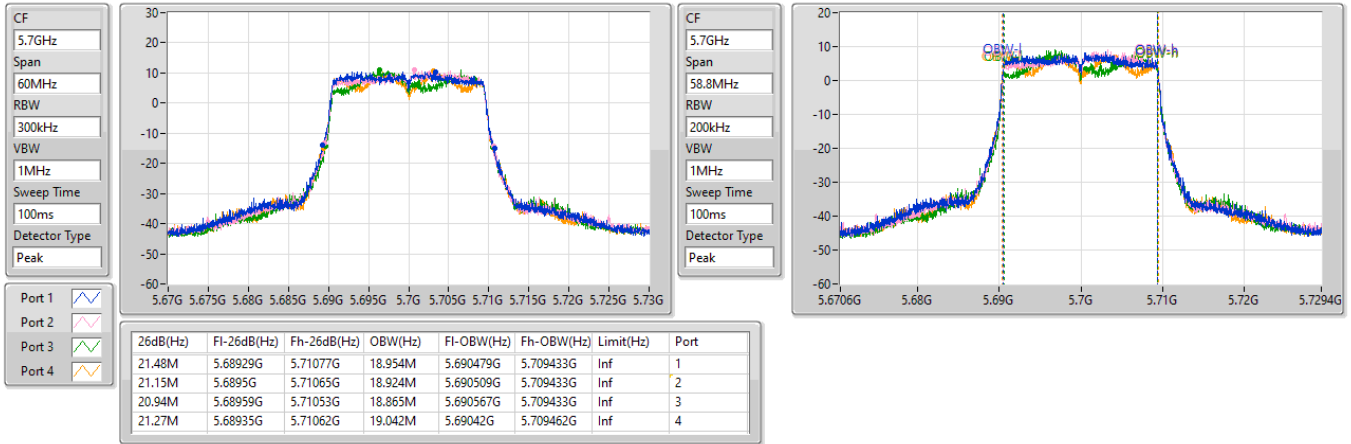 CF
5.7GHz
Span
60MHz
RBW
300kHz
VBW
1MHz
Sweep Time
100ms
Detector Type
Peak
30
20
10
0
-10
-20
-30
-40
-50
-60
5.67G 5.675G 5.68G 5.685G 5.69G 5.695G 5.7G 5.705G 5.71G 5.715G 5.72G 5.725G 5.73G
CF
5.7GHz
Span
58.8MHz
RBW
200kHz
VBW
1MHz
Sweep Time
100ms
Detector Type
Peak
20
10
0
-10
-20
-30
-40
-50
-60
OBW-l OBW-h
5.6706G 5.68G 5.69G 5.7G 5.71G 5.72G 5.7294G
Port 1
Port 2
Port 3
Port 4
26dB(Hz) Fl-26dB(Hz) Fh-26dB(Hz) OBW(Hz) Fl-OBW(Hz) Fh-OBW(Hz) Limit(Hz) Port
21.48M 5.68929G 5.71077G 18.954M 5.690479G 5.709433G Inf 1
21.15M 5.6895G 5.71065G 18.924M 5.690509G 5.709433G Inf 2
20.94M 5.68959G 5.71053G 18.865M 5.690567G 5.709433G Inf 3
21.27M 5.68935G 5.71062G 19.042M 5.69042G 5.709462G Inf 4